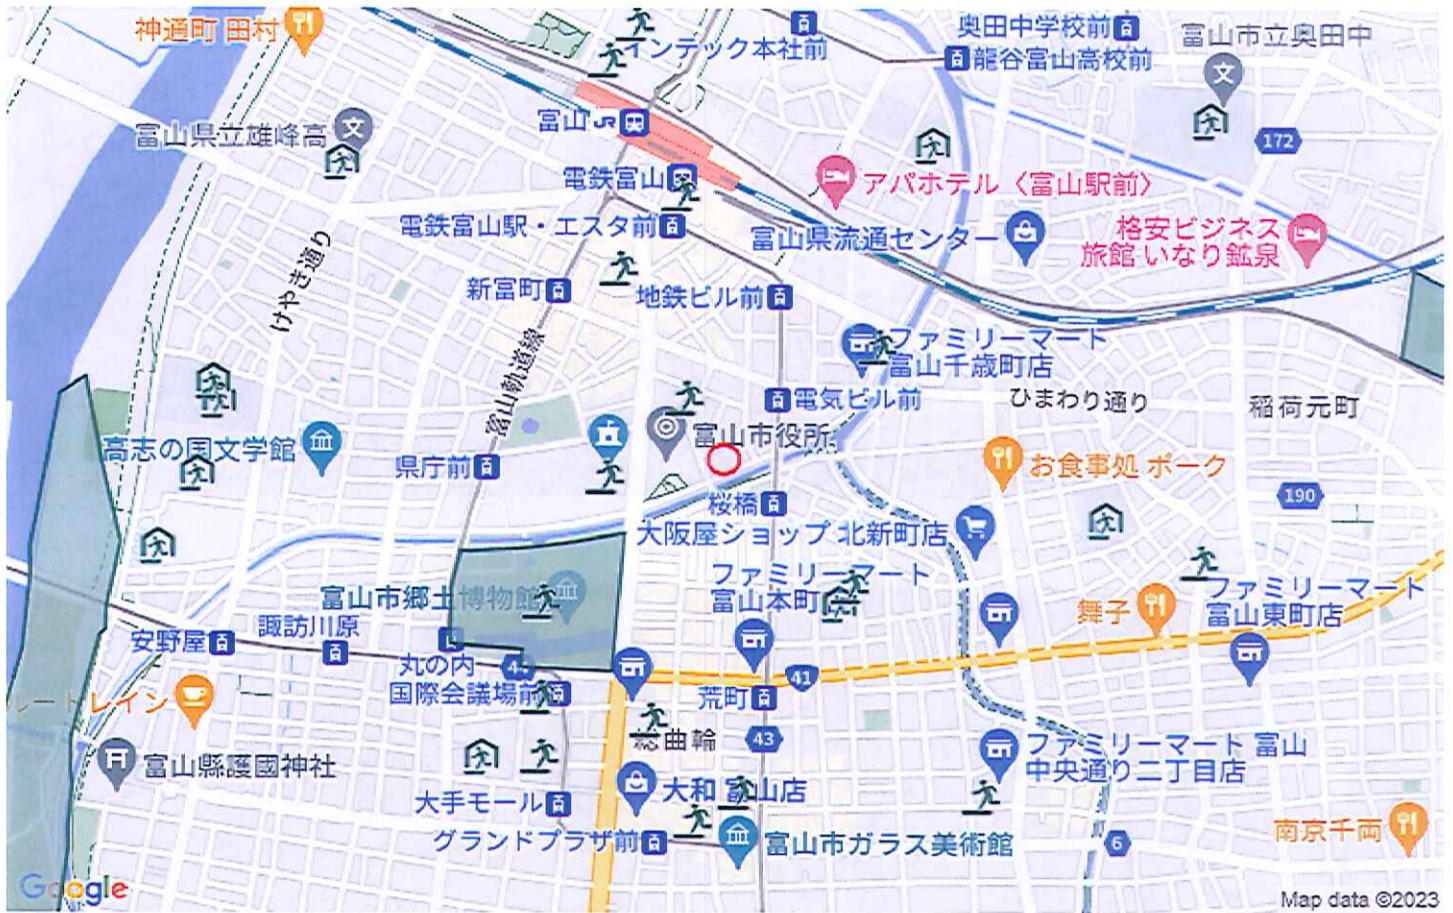 神通町 田村
インテック本社前
奥田中学校前
龍谷富山高校前
富山市立奥田中
富山県立雄峰高
富山
172
電鉄富山
アパホテル〈富山駅前〉
電鉄富山駅・エスタ前
富山県流通センター
格安ビジネス
旅館 いなり鉱泉
けやき通り
新富町
地鉄ビル前
富山軌道線
ファミリーマート
富山千歳町店
電気ビル前
ひまわり通り
稲荷元町
高志の国文学館
富山市役所
県庁前
お食事処 ポーク
190
桜橋
大阪屋ショップ 北新町店
ファミリーマート
富山本町
富山市郷土博物館
舞子
ファミリーマート
富山東町店
安野屋
諏訪川原
丸の内
国際会議場前
41
荒町
43
総曲輪
富山縣護國神社
ファミリーマート 富山
中央通り二丁目店
大手モール
大和 富山店
グランドプラザ前
富山市ガラス美術館
6
南京千両
Google
Map data ©2023